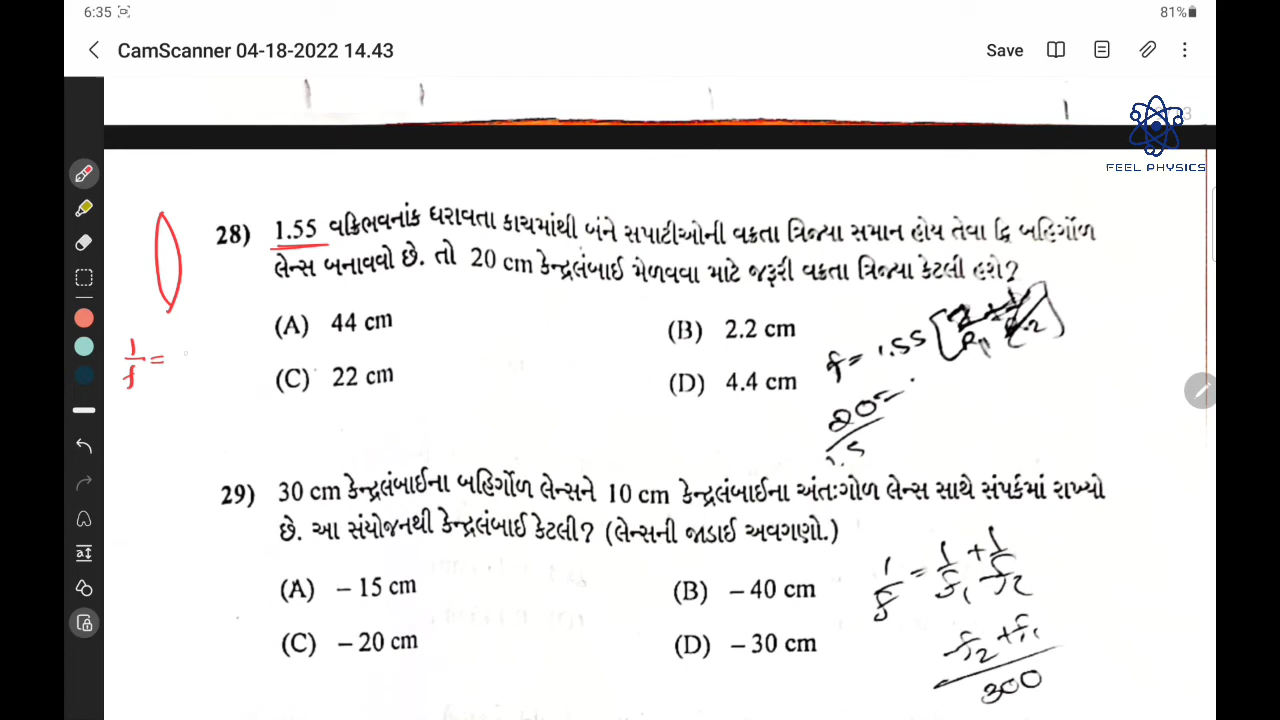 6:35
81%
CamScanner 04-18-2022 14.43
Save
FEEL PHYSICS
28) 1.55 વક્રિભવનાંક ધરાવતા કાચમાંથી બંને સપાટીઓની વક્રતા ત્રિજ્યા સમાન હોય તેવા દ્વિ બહિર્ગોળ
લેન્સ બનાવવો છે. તો 20 cm કેન્દ્રલંબાઈ મેળવવા માટે જરૂરી વક્રતા ત્રિજ્યા કેટલી હશે?
(A) 44 cm
(B) 2.2 cm
(C) 22 cm
(D) 4.4 cm
1/f =
f = 1.55
20 =
1.5
29) 30 cm કેન્દ્રલંબાઈના બહિર્ગોળ લેન્સને 10 cm કેન્દ્રલંબાઈના અંતઃગોળ લેન્સ સાથે સંપર્કમાં રાખ્યો
છે. આ સંયોજનથી કેન્દ્રલંબાઈ કેટલી? (લેન્સની જાડાઈ અવગણો.)
(A) – 15 cm
(B) – 40 cm
(C) – 20 cm
(D) – 30 cm
1/f = 1/f₁ + 1/f₂
f₂ + f₁
300